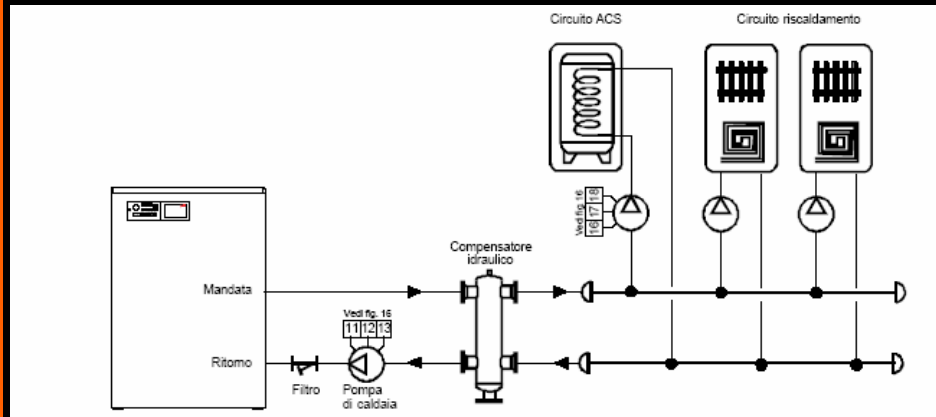 Circuito ACS
Circuito riscaldamento
Vedi fig. 16
16 17 18
Compensatore
idraulico
Mandata
Vedi fig. 16
11 12 13
Ritorno
Filtro
Pompa
di caldaia